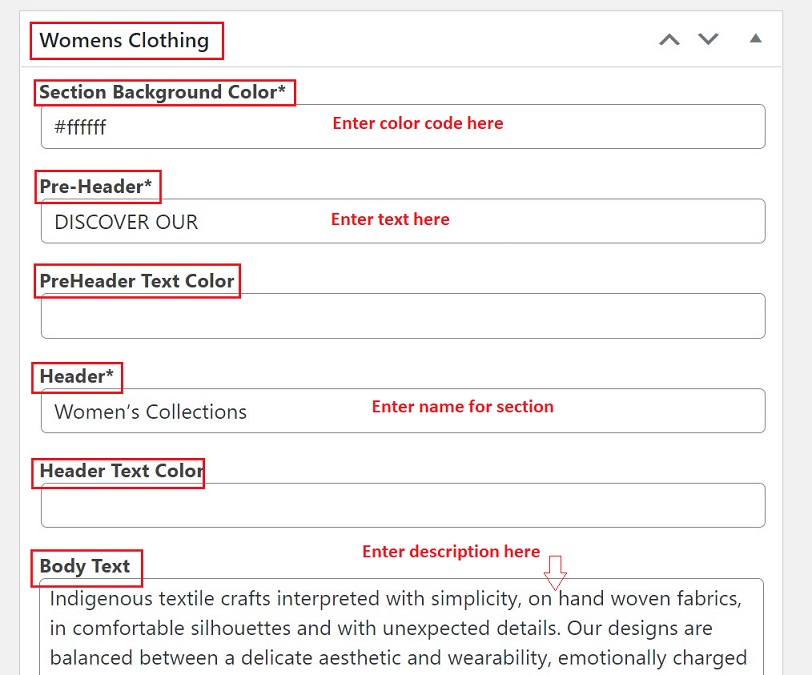 Womens Clothing
Section Background Color*
#ffffff
Enter color code here
Pre-Header*
DISCOVER OUR
Enter text here
PreHeader Text Color
Header*
Women’s Collections
Enter name for section
Header Text Color
Enter description here
Body Text
Indigenous textile crafts interpreted with simplicity, on hand woven fabrics,
in comfortable silhouettes and with unexpected details. Our designs are
balanced between a delicate aesthetic and wearability, emotionally charged